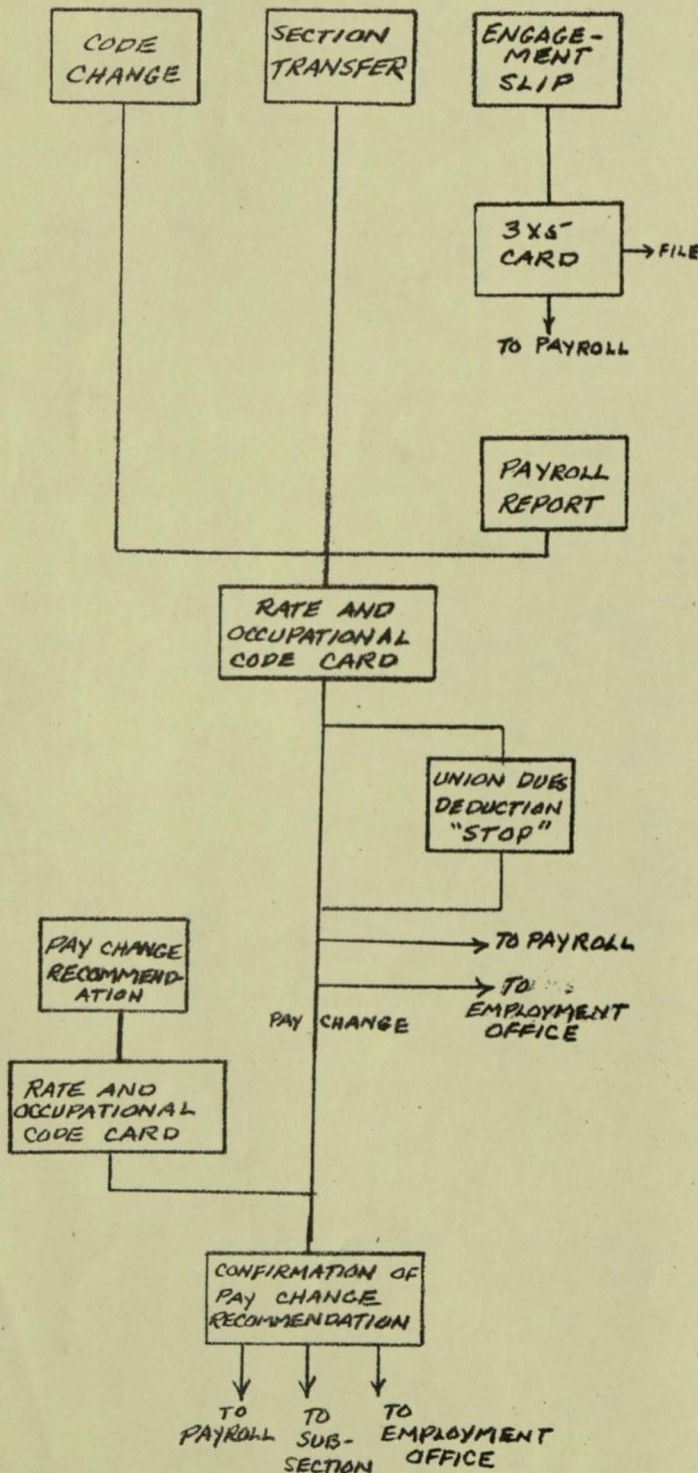 CODE
CHANGE
SECTION
TRANSFER
ENGAGE-
MENT
SLIP
3X5
CARD
FILE
TO PAYROLL
PAYROLL
REPORT
RATE AND
OCCUPATIONAL
CODE CARD
UNION DUES
DEDUCTION
"STOP"
TO PAYROLL
PAY CHANGE
RECOMMEND-
ATION
TO
EMPLOYMENT
OFFICE
PAY CHANGE
RATE AND
OCCUPATIONAL
CODE CARD
CONFIRMATION OF
PAY CHANGE
RECOMMENDATION
TO
PAYROLL
TO
SUB-
SECTION
TO
EMPLOYMENT
OFFICE